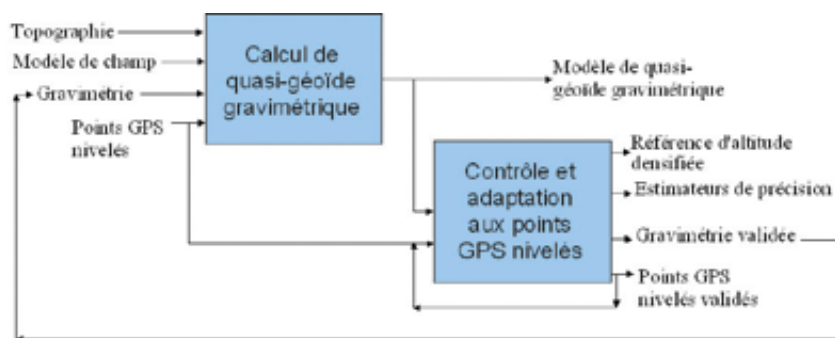 Topographie
Modèle de champ
Gravimétrie
Points GPS
nivelés
Calcul de
quasi-géoïde
gravimétrique
Modèle de quasi-
géoïde gravimétrique
Contrôle et
adaptation
aux points
GPS nivelés
Référence d'altitude
densifiée
Estimateurs de précision
Gravimétrie validée
Points GPS
nivelés validés